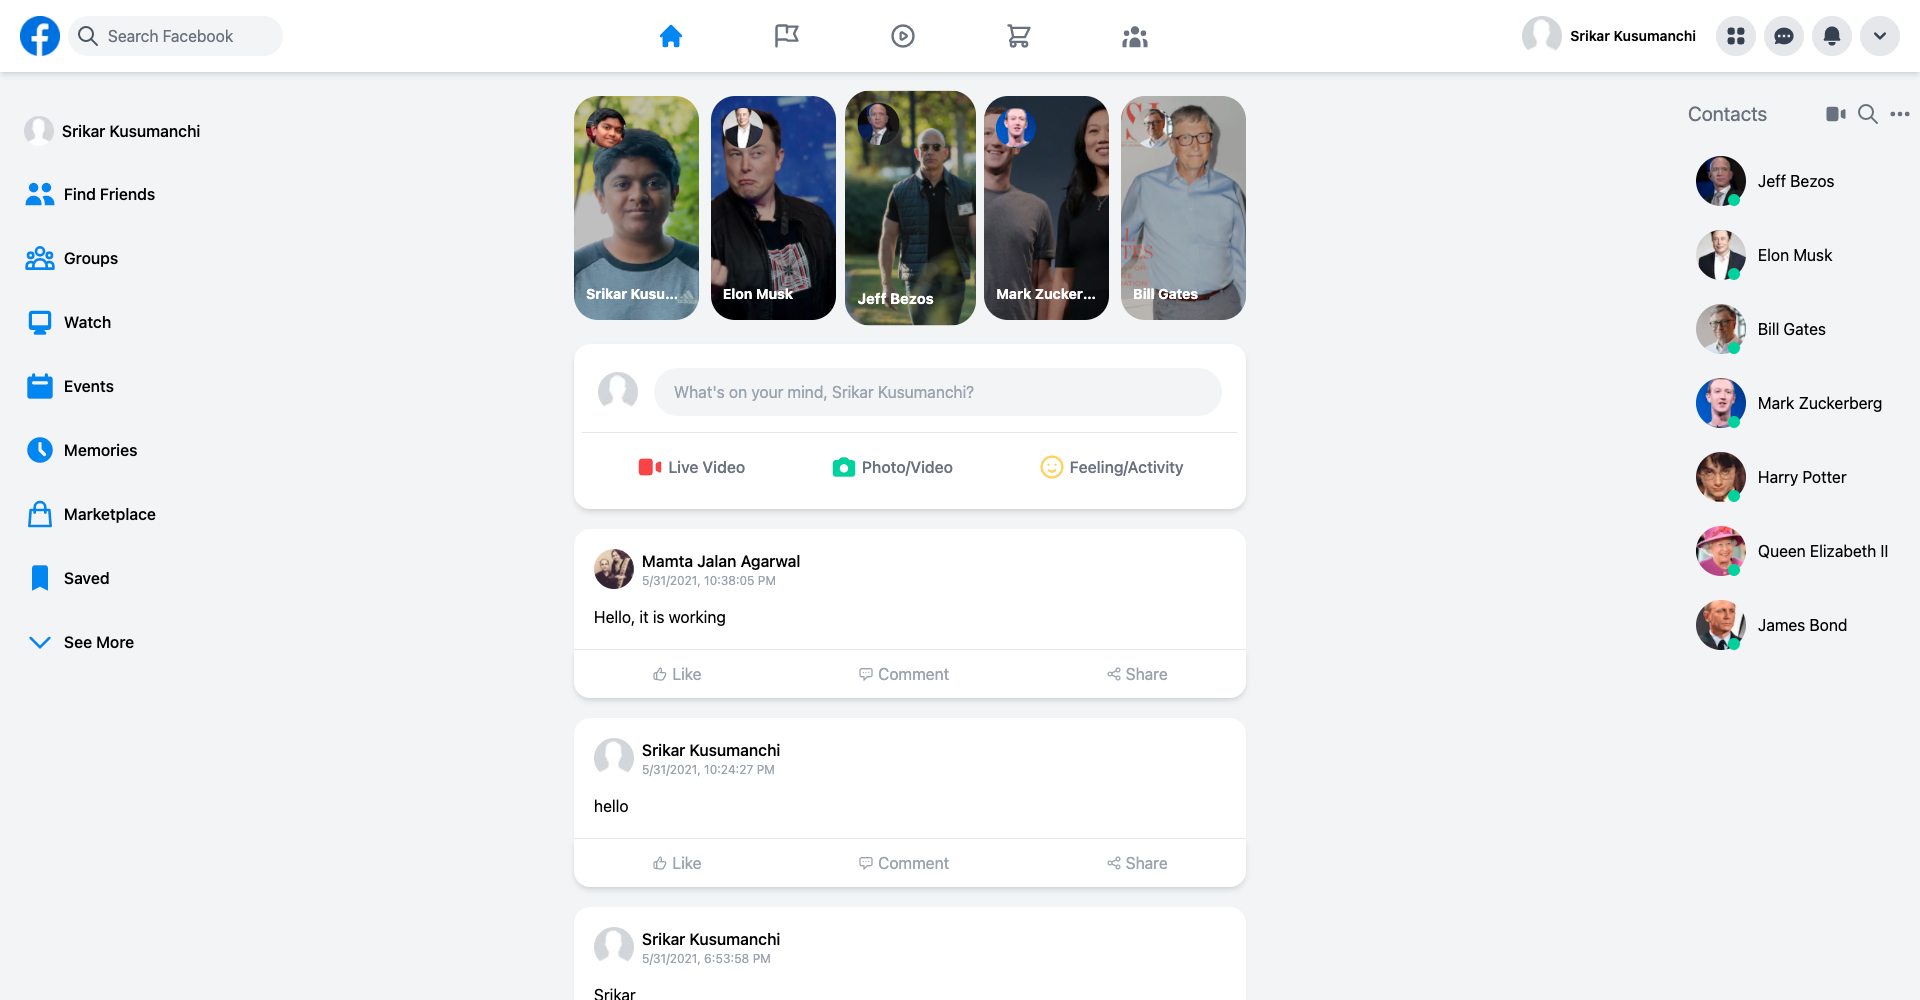 Search Facebook
Srikar Kusumanchi
Srikar Kusumanchi
Find Friends
Groups
Watch
Events
Memories
Marketplace
Saved
See More
Srikar Kusu...
Elon Musk
Jeff Bezos
Mark Zucker...
Bill Gates
What's on your mind, Srikar Kusumanchi?
Live Video
Photo/Video
Feeling/Activity
Mamta Jalan Agarwal
5/31/2021, 10:38:05 PM
Hello, it is working
Like
Comment
Share
Srikar Kusumanchi
5/31/2021, 10:24:27 PM
hello
Like
Comment
Share
Srikar Kusumanchi
5/31/2021, 6:53:58 PM
Srikar
Contacts
Jeff Bezos
Elon Musk
Bill Gates
Mark Zuckerberg
Harry Potter
Queen Elizabeth II
James Bond